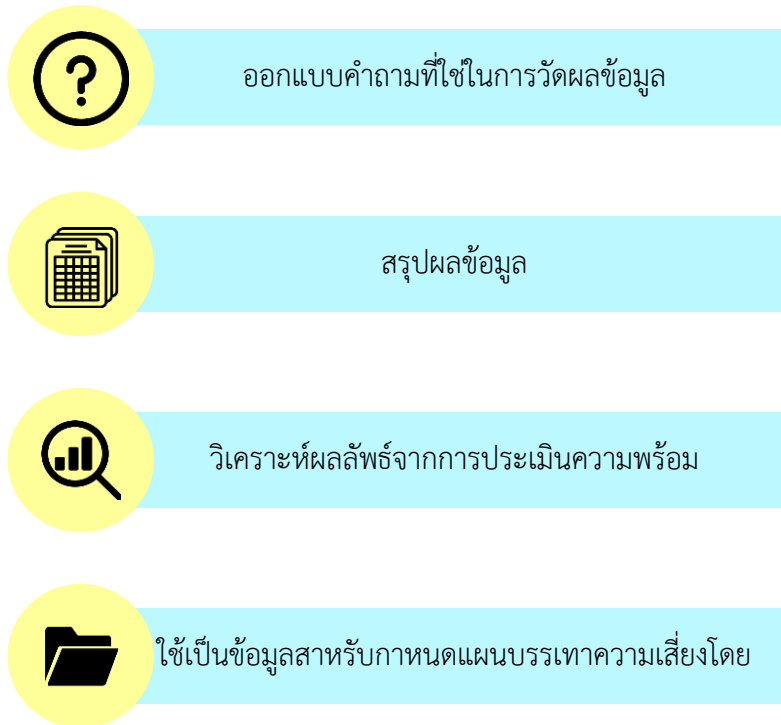 ออกแบบคำถามที่ใช่ในการวัดผลข้อมูล
สรุปผลข้อมูล
วิเคราะห์ผลลัพธ์จากการประเมินความพร้อม
ใช้เป็นข้อมูลสาหรับกาหนดแผนบรรเทาความเสี่ยงโดย